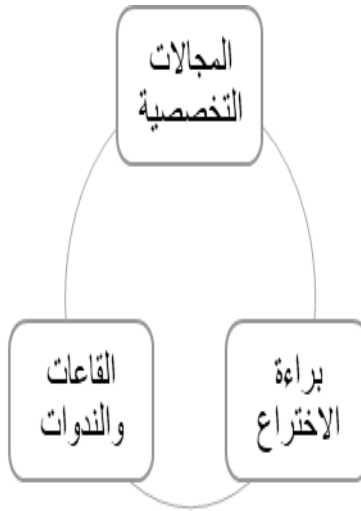 المجالات
التخصصية
براءة
الاختراع
القاعات
والندوات